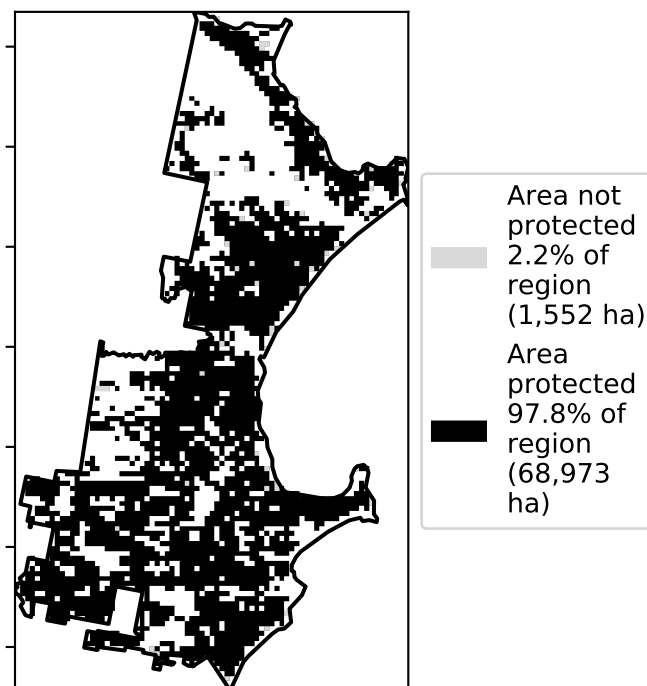 Area not
protected
2.2% of
region
(1,552 ha)
Area
protected
97.8% of
region
(68,973
ha)